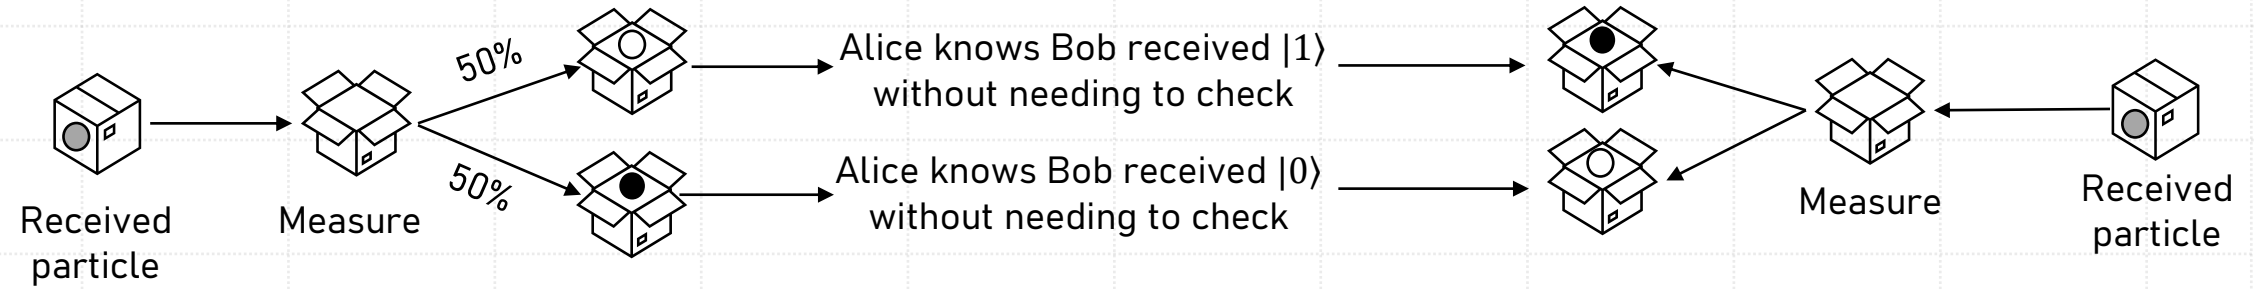 50%
50%
Received
particle
Measure
Alice knows Bob received |1⟩
without needing to check
Alice knows Bob received |0⟩
without needing to check
Measure
Received
particle